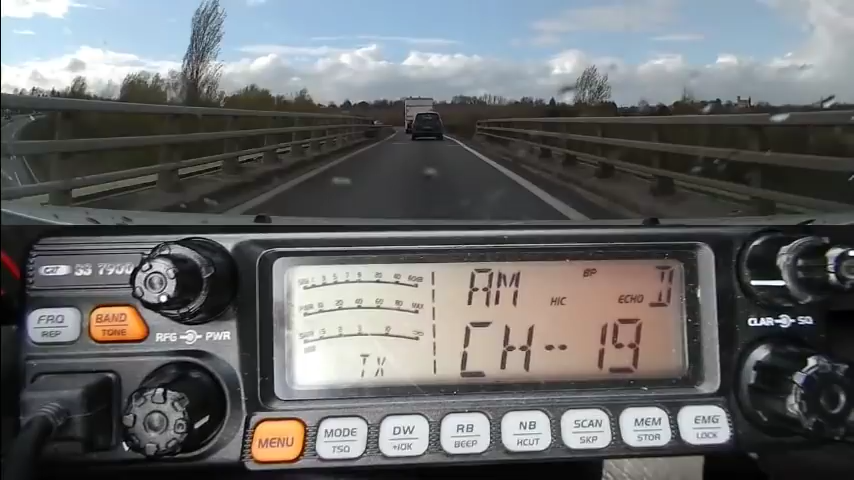 CRT SS 7900
FRQ
REP
BAND
TONE
RFG PWR
AM
BP
HIC
ECHO
D
CH--19
TX
CLAR SQ
MENU
MODE
TSQ
DW
+10K
RB
BEEP
NB
HCUT
SCAN
SKP
MEM
STOR
EMG
LOCK